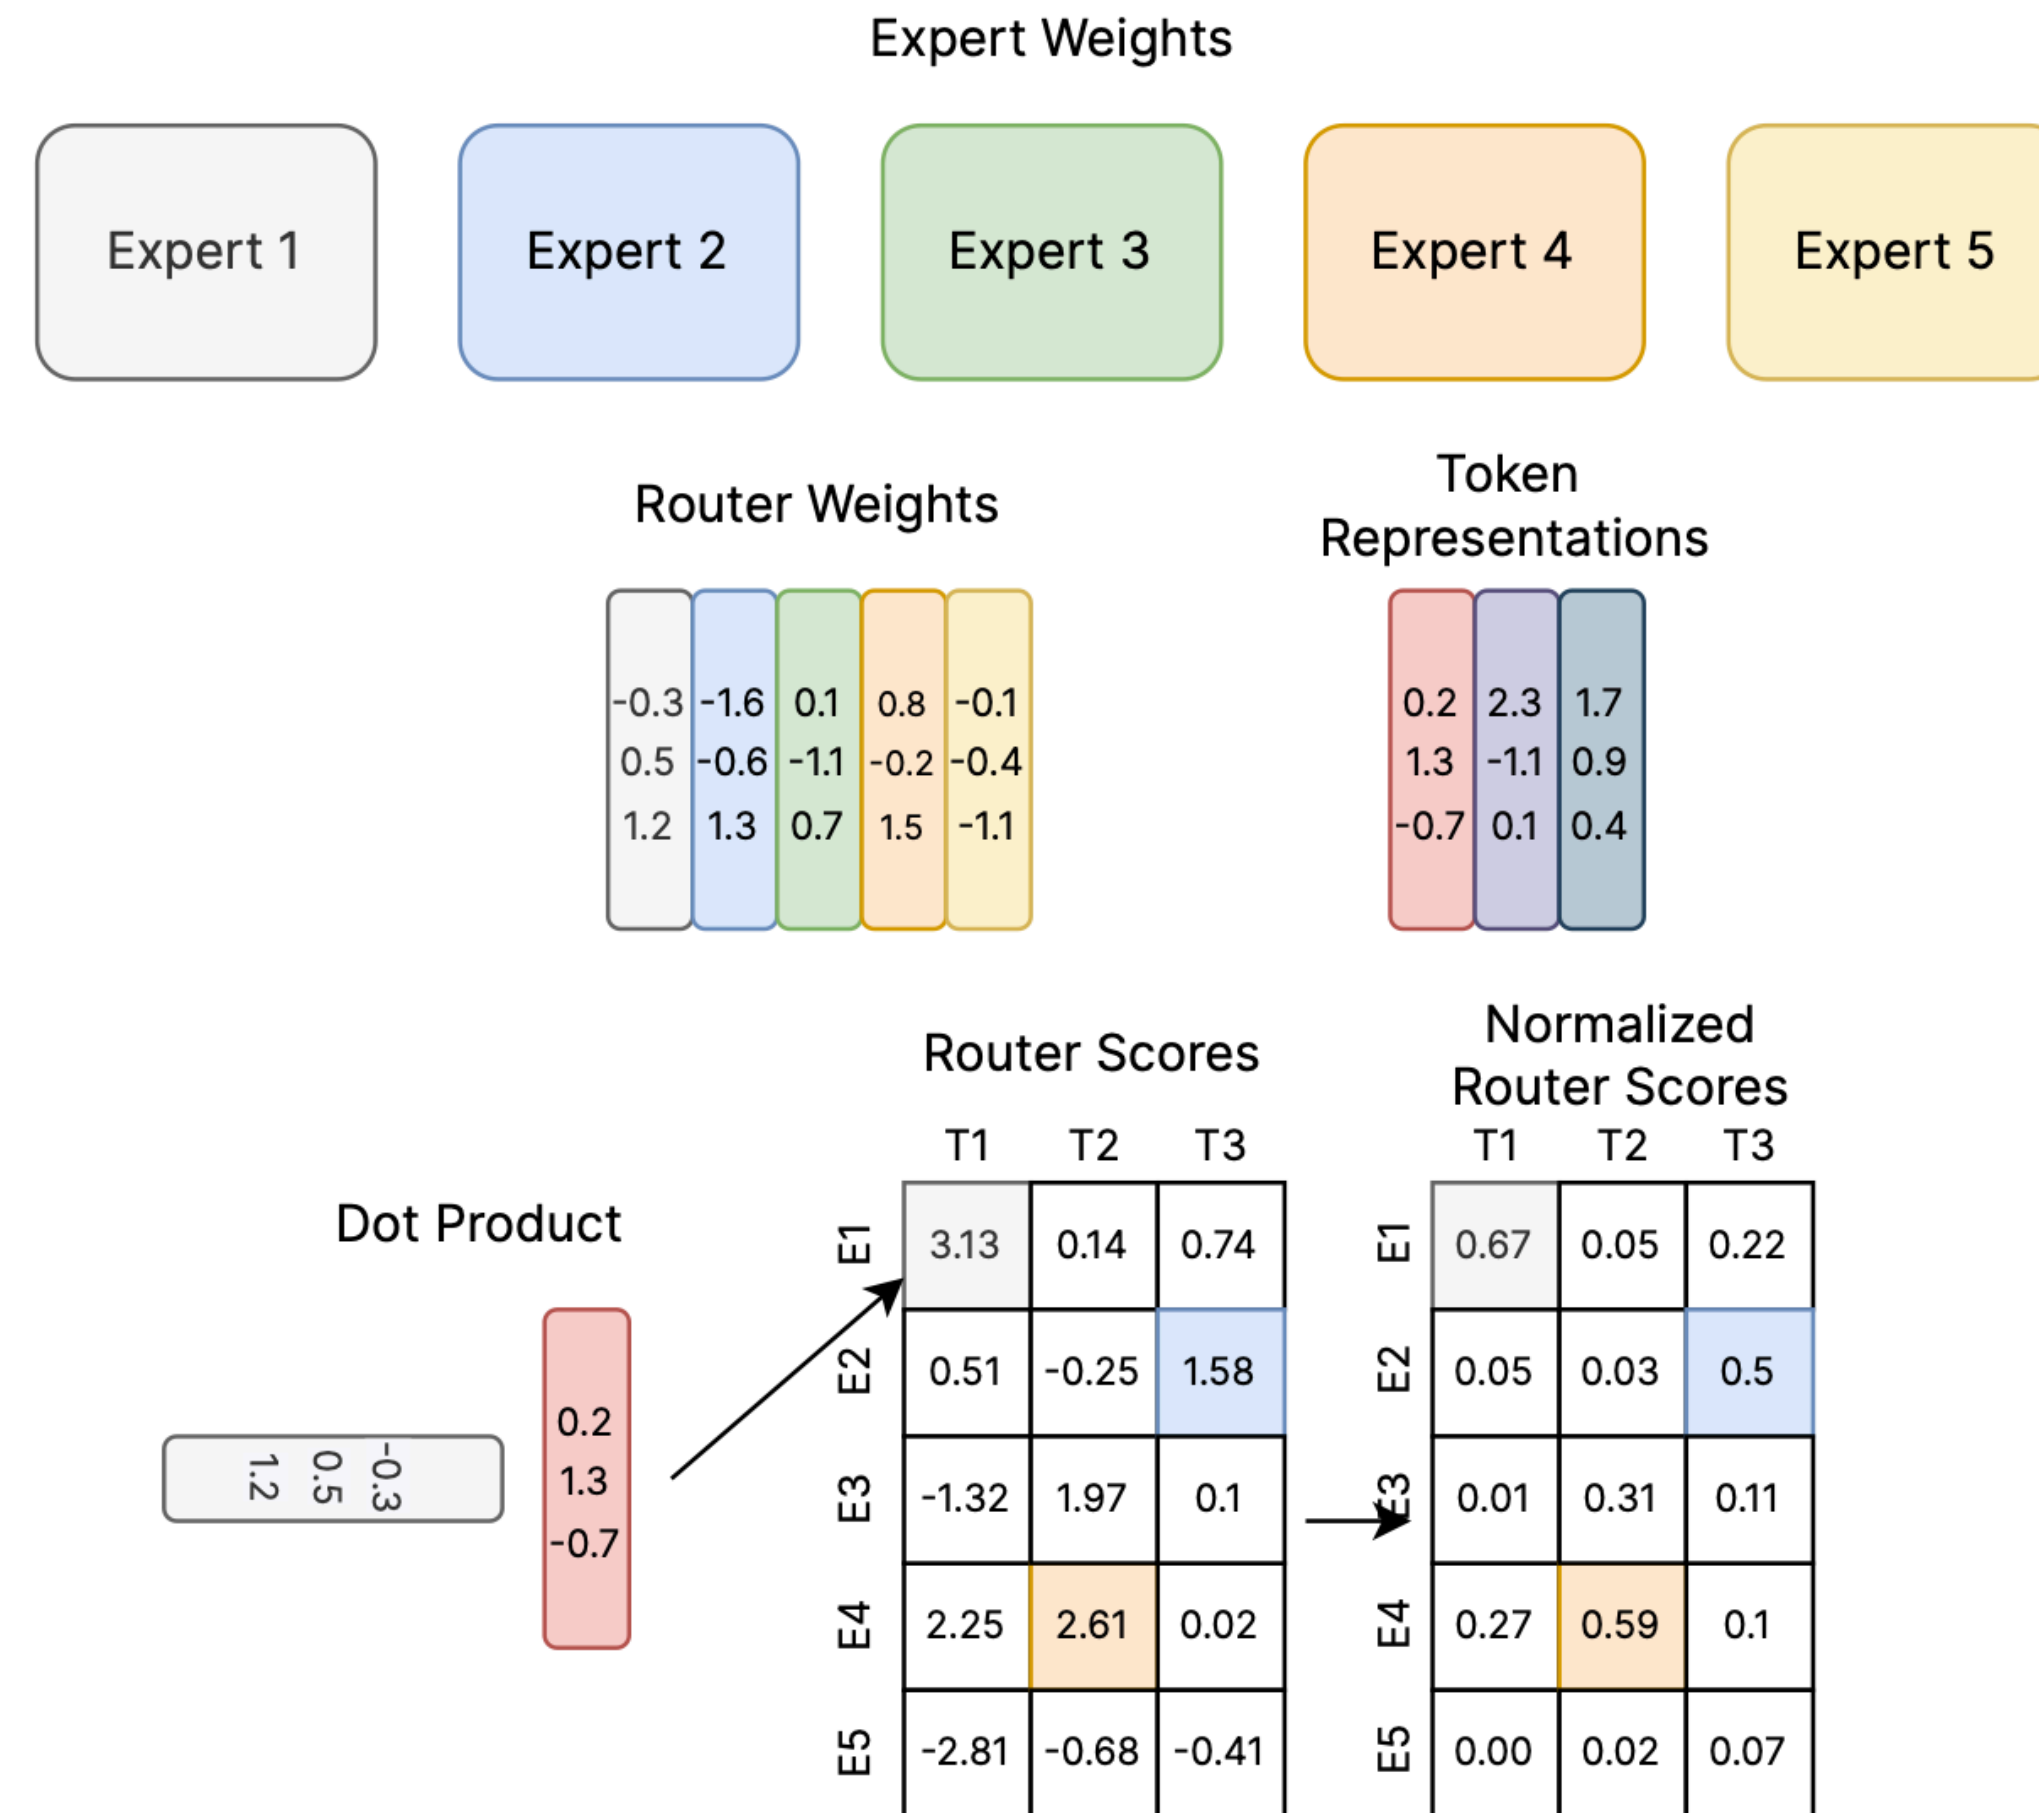 Expert Weights
Expert 1 Expert 2 Expert 3 Expert 4 Expert 5
Router Weights
-0.3 -1.6 0.1 0.8 -0.1
0.5 -0.6 -1.1 -0.2 -0.4
1.2 1.3 0.7 1.5 -1.1
Token
Representations
0.2 2.3 1.7
1.3 -1.1 0.9
-0.7 0.1 0.4
Dot Product
-0.3
0.5
1.2
0.2
1.3
-0.7
Router Scores
T1 T2 T3
E1 3.13 0.14 0.74
E2 0.51 -0.25 1.58
E3 -1.32 1.97 0.1
E4 2.25 2.61 0.02
E5 -2.81 -0.68 -0.41
Normalized
Router Scores
T1 T2 T3
E1 0.67 0.05 0.22
E2 0.05 0.03 0.5
E3 0.01 0.31 0.11
E4 0.27 0.59 0.1
E5 0.00 0.02 0.07